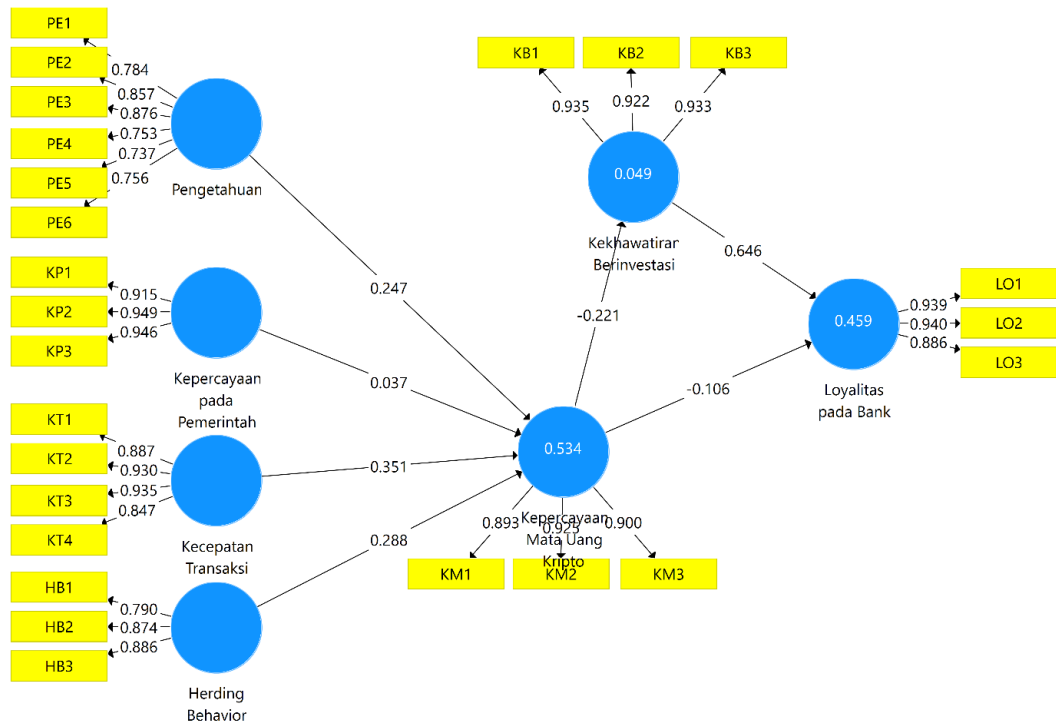 PE1
PE2
PE3
PE4
PE5
PE6
0.784
0.857
0.876
0.753
0.737
0.756
Pengetahuan
KP1
KP2
KP3
0.915
0.949
0.946
Kepercayaan
pada
Pemerintah
KT1
KT2
KT3
KT4
0.887
0.930
0.935
0.847
Kecepatan
Transaksi
HB1
HB2
HB3
0.790
0.874
0.886
Herding
Behavior
0.247
0.037
0.351
0.288
KB1
KB2
KB3
0.935
0.922
0.933
0.049
Kekhawatiran
Berinvestasi
-0.221
0.646
-0.106
0.534
0.893
0.925
0.900
Kepercayaan
Mata Uang
Kripto
KM1
KM2
KM3
0.459
Loyalitas
pada Bank
0.939
0.940
0.886
LO1
LO2
LO3